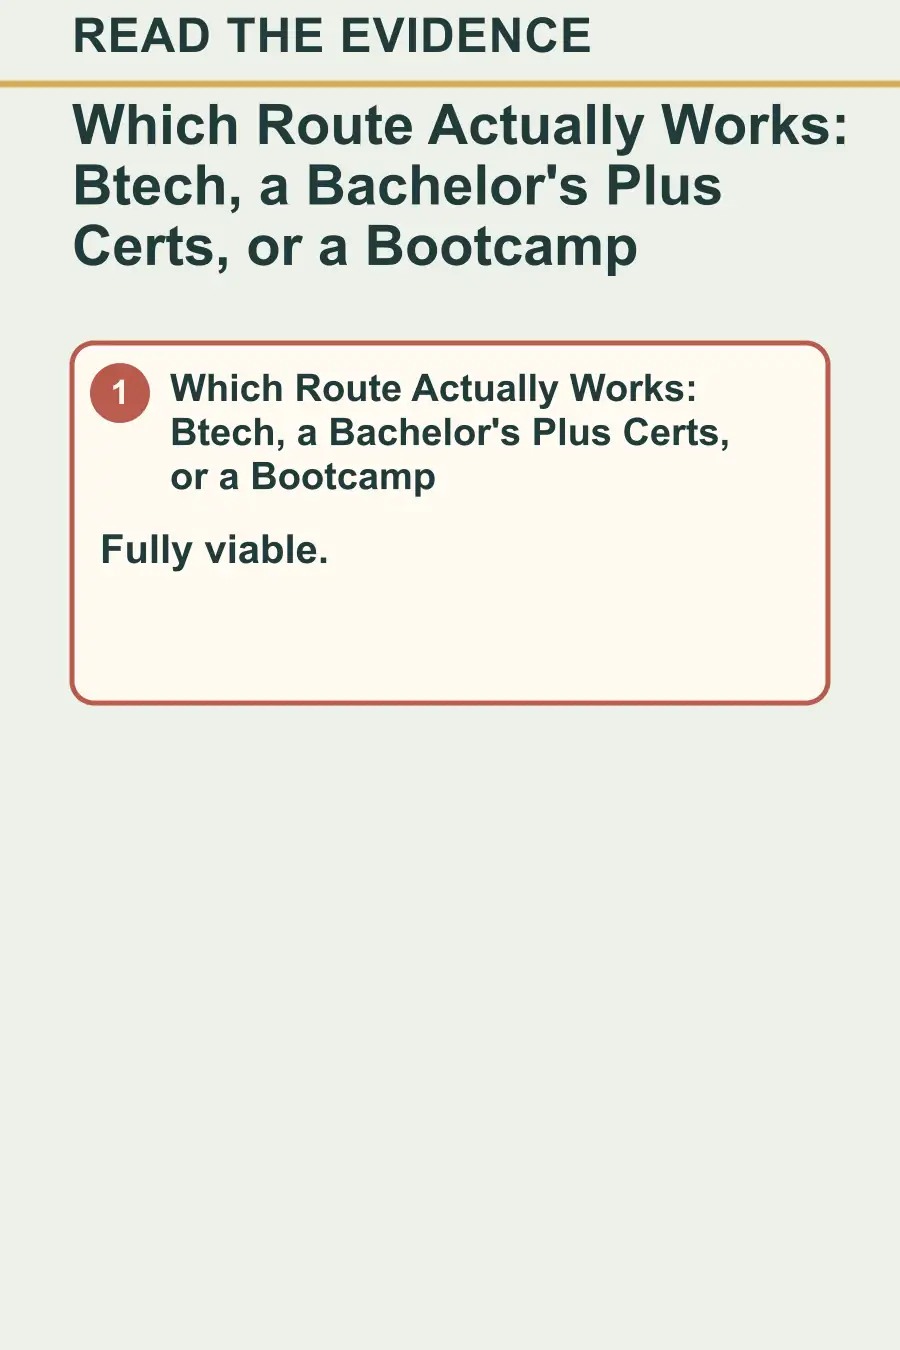 READ THE EVIDENCE
Which Route Actually Works:
Btech, a Bachelor's Plus
Certs, or a Bootcamp
1
Which Route Actually Works:
Btech, a Bachelor's Plus Certs,
or a Bootcamp
Fully viable.